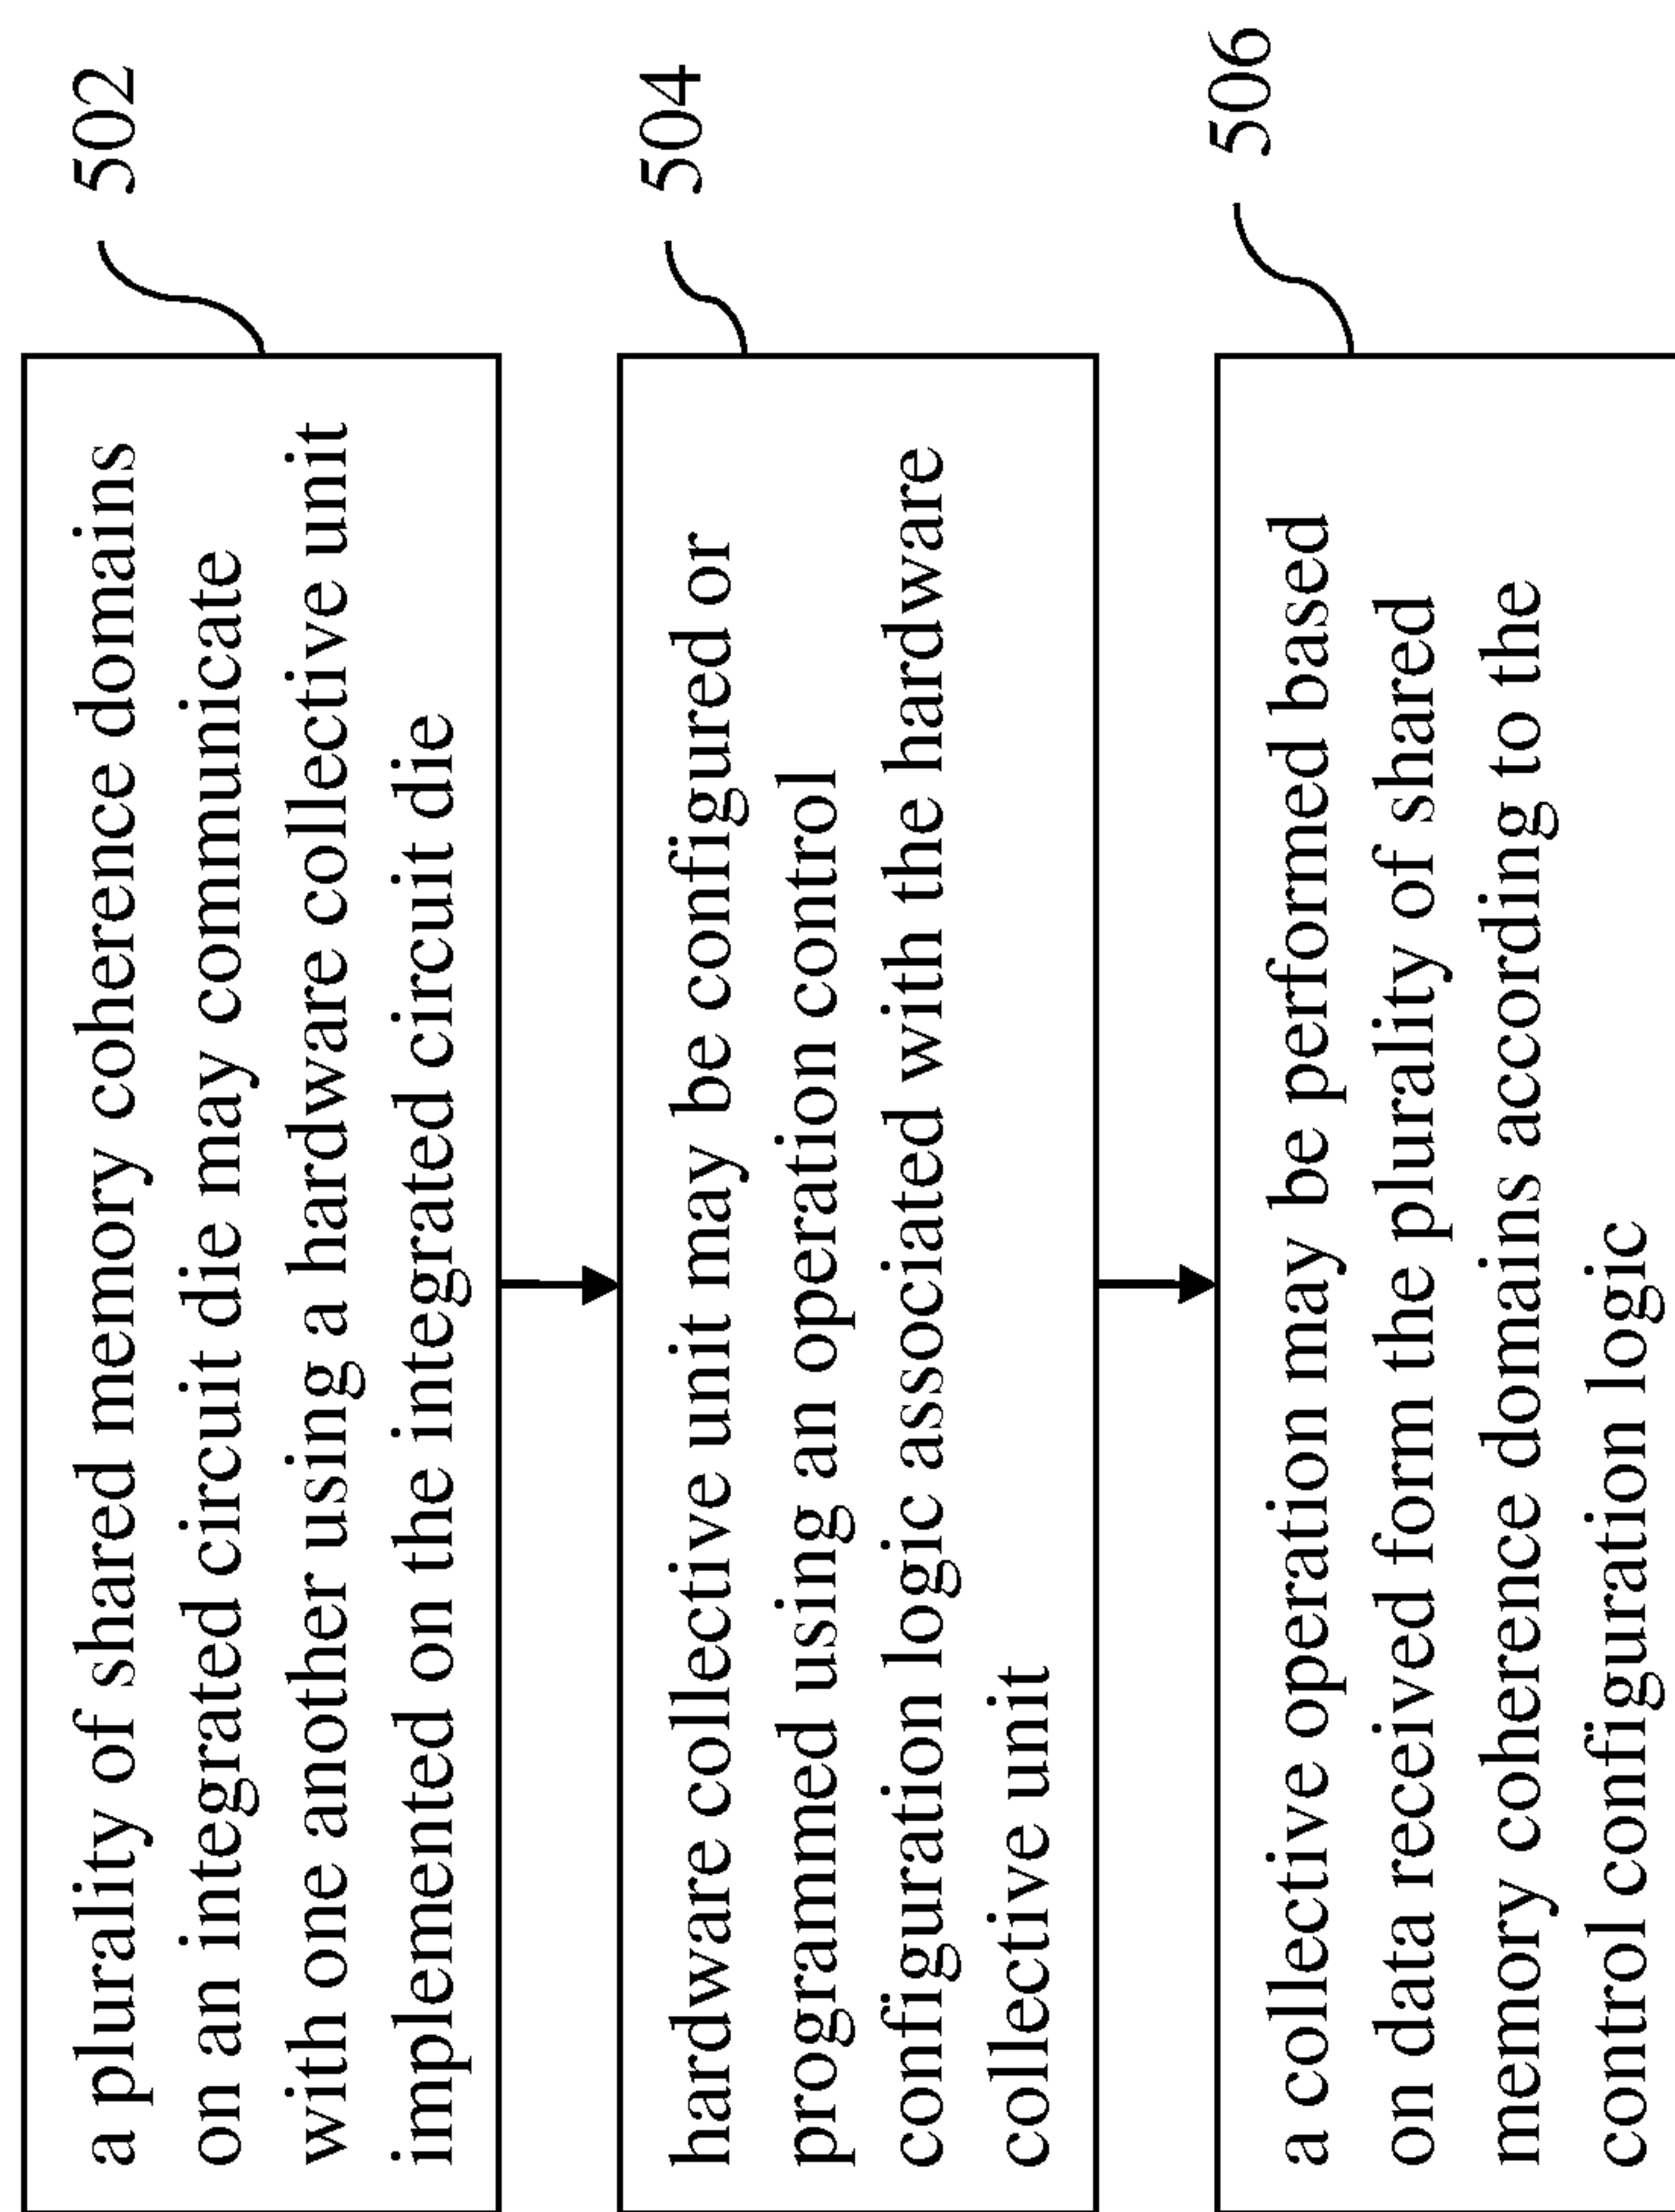 a plurality of shared memory coherence domains
on an integrated circuit die may communicate
with one another using a hardware collective unit
implemented on the integrated circuit die
502
hardware collective unit may be configured or
programmed using an operation control
configuration logic associated with the hardware
collective unit
504
a collective operation may be performed based
on data received form the plurality of shared
memory coherence domains according to the
control configuration logic
506